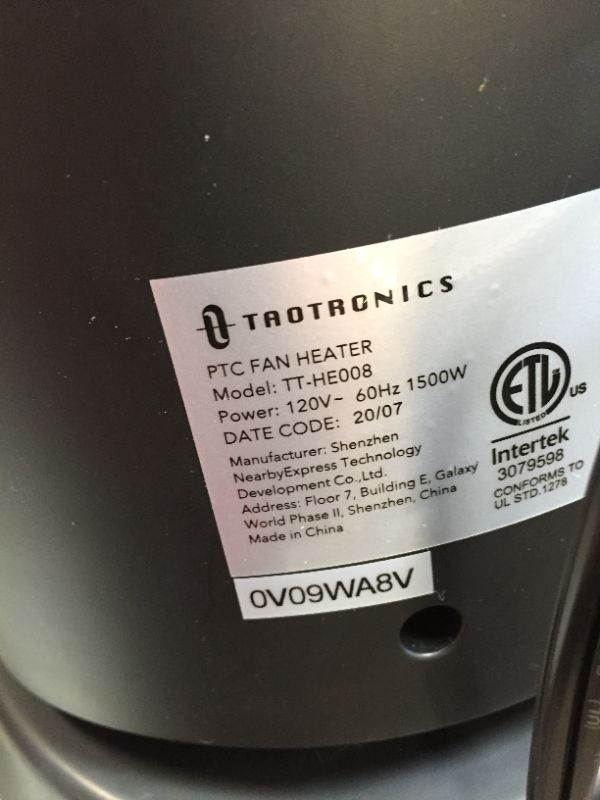 TAOTRONICS
PTC FAN HEATER
Model: TT-HE008
Power: 120V~ 60Hz 1500W
DATE CODE: 20/07
Manufacturer: Shenzhen
NearbyExpress Technology
Development Co.,Ltd.
Address: Floor 7, Building E, Galaxy
World Phase II, Shenzhen, China
Made in China
ETL US
LISTED
Intertek
3079598
CONFORMS TO
UL STD.1278
0V09WA8V